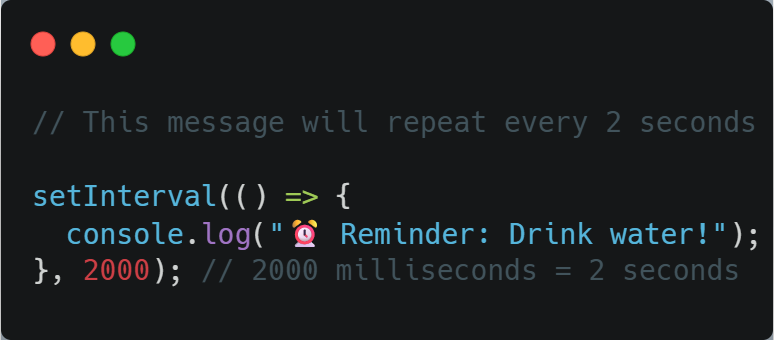 // This message will repeat every 2 seconds
setInterval(() => {
  console.log("⏰ Reminder: Drink water!");
}, 2000); // 2000 milliseconds = 2 seconds